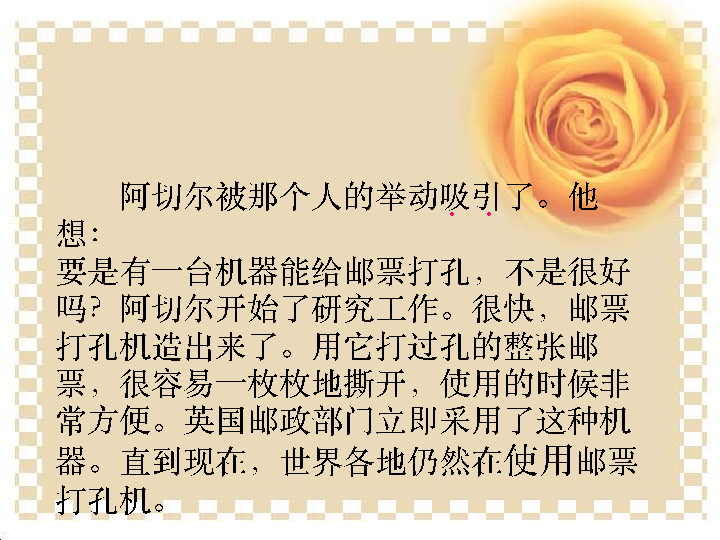 阿切尔被那个人的举动吸引了。他
想：
要是有一台机器能给邮票打孔，不是很好
吗？阿切尔开始了研究工作。很快，邮票
打孔机造出来了。用它打过孔的整张邮
票，很容易一枚枚地撕开，使用的时候非
常方便。英国邮政部门立即采用了这种机
器。直到现在，世界各地仍然在使用邮票
打孔机。